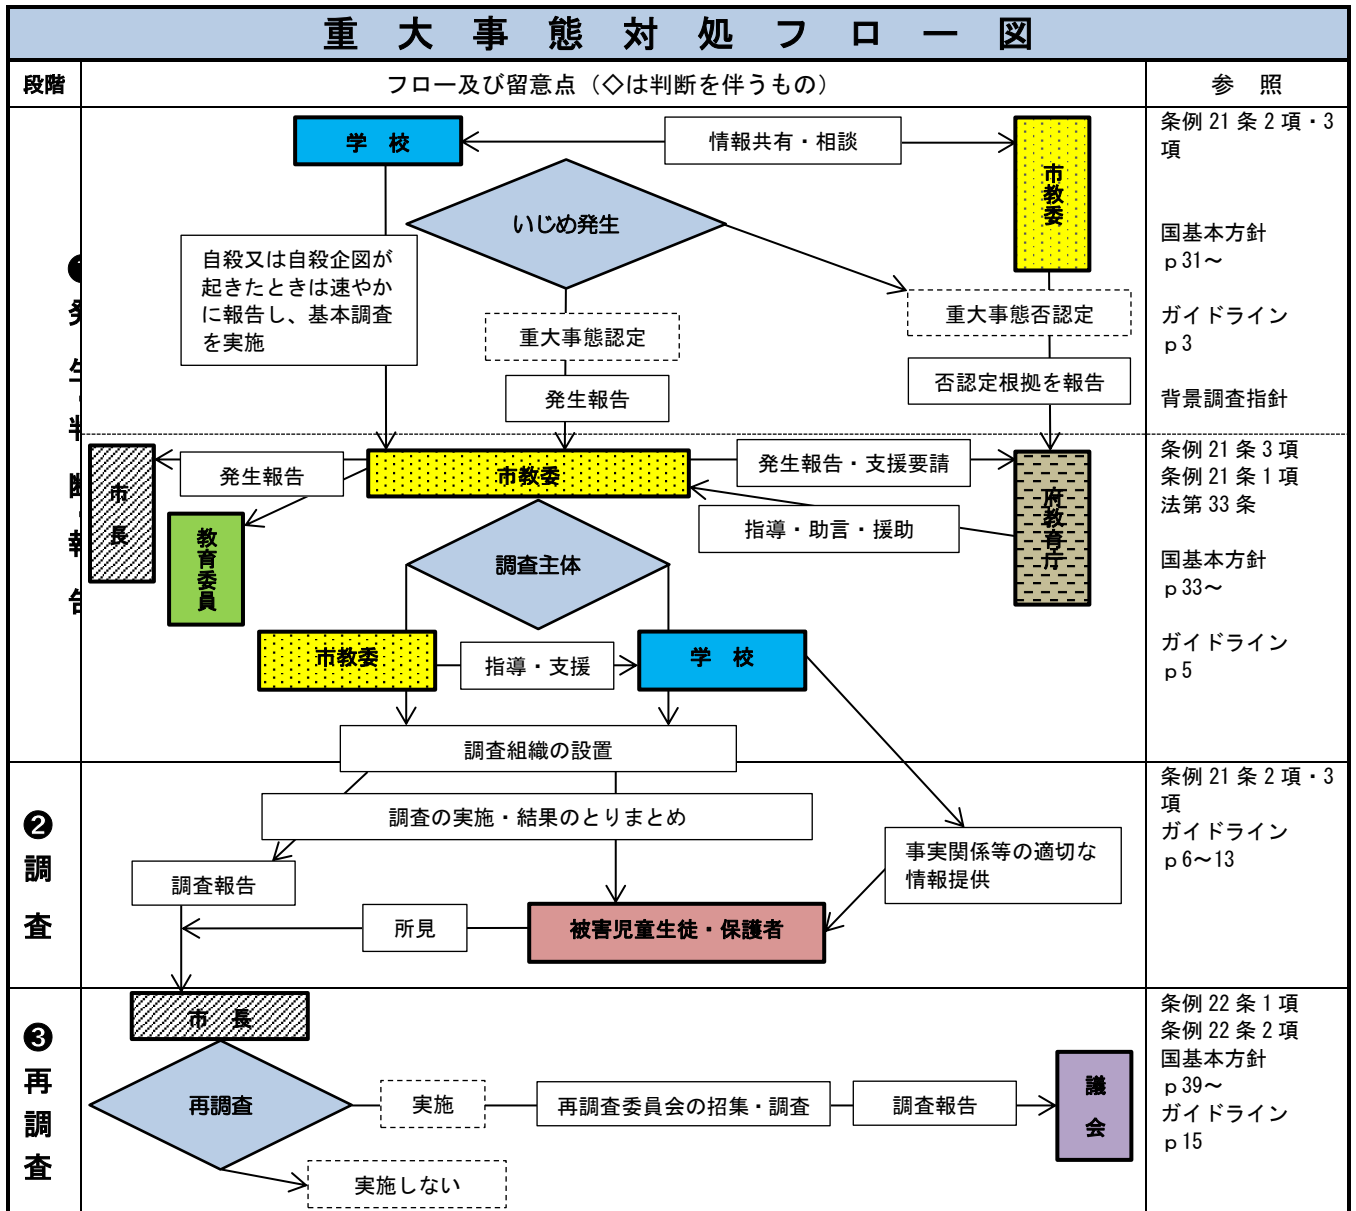 重大事態対処フロー図
段階
フロー及び留意点（◇は判断を伴うもの）
参　照
学　校
情報共有・相談
市教委
いじめ発生
自殺又は自殺企図が
起きたときは速やか
に報告し、基本調査
を実施
重大事態認定
重大事態否認定
発生報告
否認定根拠を報告
条例 21 条 2 項・3
項
国基本方針
p31～
ガイドライン
p3
背景調査指針
発生・判断・報告
市長
発生報告
市教委
発生報告・支援要請
府教育庁
指導・助言・援助
教育委員
調査主体
市教委
指導・支援
学　校
調査組織の設置
条例 21 条 3 項
条例 21 条 1 項
法第 33 条
国基本方針
p33～
ガイドライン
p5
❷調査
調査の実施・結果のとりまとめ
調査報告
事実関係等の適切な
情報提供
所見
被害児童生徒・保護者
条例 21 条 2 項・3
項
ガイドライン
p6～13
❸再調査
市　長
再調査
実施
再調査委員会の招集・調査
調査報告
議会
実施しない
条例 22 条 1 項
条例 22 条 2 項
国基本方針
p39～
ガイドライン
p15